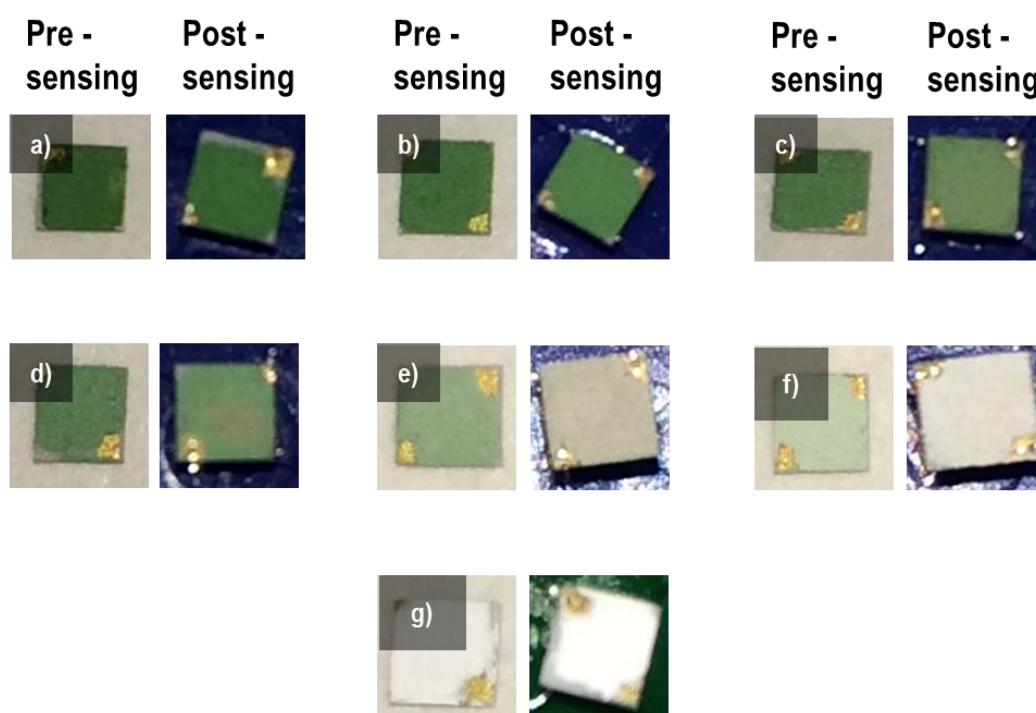 Pre - Post - Pre - Post - Pre - Post -
sensing sensing sensing sensing sensing sensing
a) b) c)
d) e) f)
g)